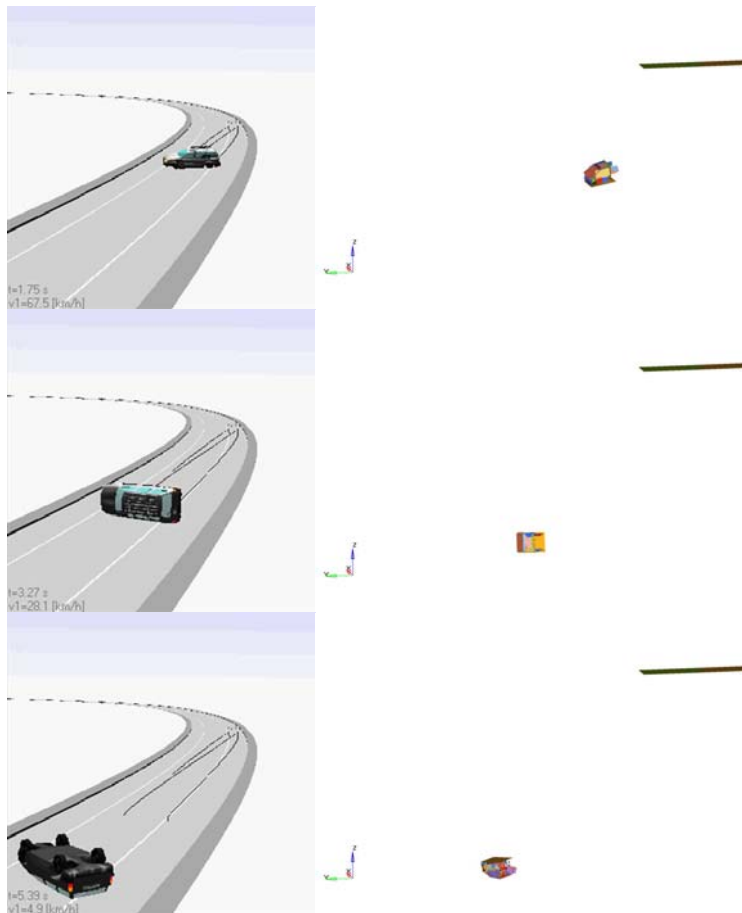 Z
Y
X
t=1.75 s
v1=67.5 [km/h]
Z
Y
X
t=3.27 s
v1=28.1 [km/h]
Z
Y
X
t=5.39 s
v1=4.9 [km/h]